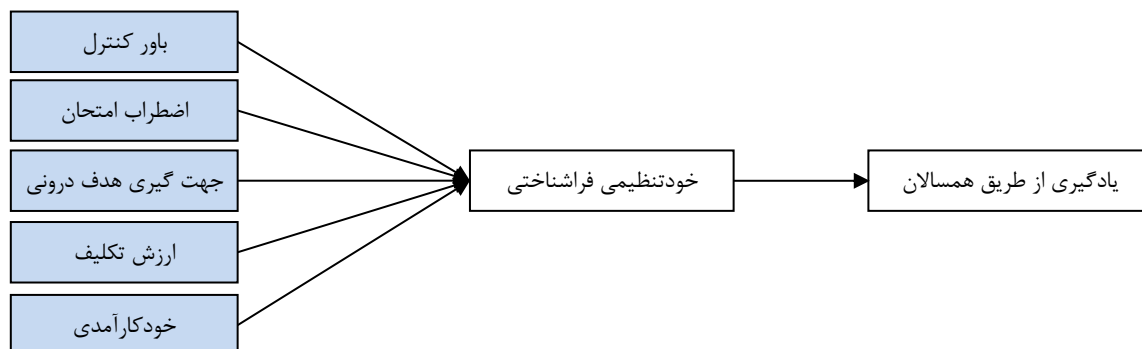 باور کنترل
اضطراب امتحان
جهت گیری هدف درونی
ارزش تکلیف
خودکارآمدی
خودتنظیمی فراشناختی
یادگیری از طریق همسالان